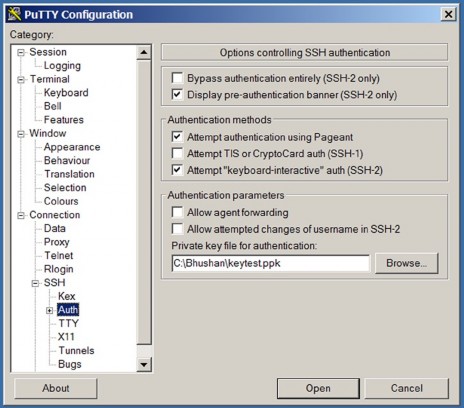 PuTTY Configuration
Category:
Session
Logging
Terminal
Keyboard
Bell
Features
Window
Appearance
Behaviour
Translation
Selection
Colours
Connection
Data
Proxy
Telnet
Rlogin
SSH
Kex
Auth
TTY
X11
Tunnels
Bugs
Options controlling SSH authentication
Bypass authentication entirely (SSH-2 only)
Display pre-authentication banner (SSH-2 only)
Authentication methods
Attempt authentication using Pageant
Attempt TIS or CryptoCard auth (SSH-1)
Attempt "keyboard-interactive" auth (SSH-2)
Authentication parameters
Allow agent forwarding
Allow attempted changes of username in SSH-2
Private key file for authentication:
C:\Bhushan\keytest.ppk
Browse...
About
Open
Cancel